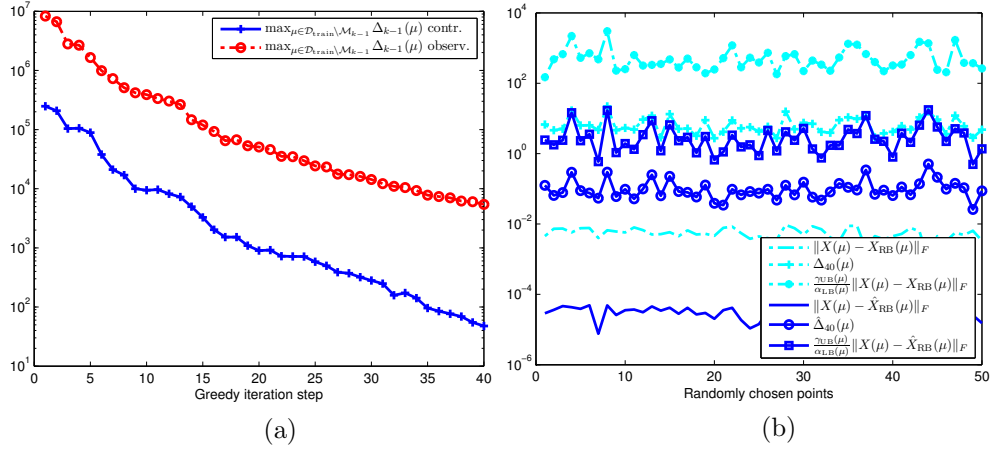 max_{μ∈𝒟_train\ℳ_{k−1}} Δ_{k−1}(μ) contr.
max_{μ∈𝒟_train\ℳ_{k−1}} Δ_{k−1}(μ) observ.
10^7
10^6
10^5
10^4
10^3
10^2
10^1
0 5 10 15 20 25 30 35 40
Greedy iteration step
(a)
10^4
10^2
10^0
10^−2
10^−4
10^−6
‖X(μ) − X_RB(μ)‖_F
Δ_40(μ)
γ_UB(μ)/α_LB(μ) ‖X(μ) − X_RB(μ)‖_F
‖X(μ) − X̂_RB(μ)‖_F
Δ̂_40(μ)
γ_UB(μ)/α_LB(μ) ‖X(μ) − X̂_RB(μ)‖_F
0 10 20 30 40 50
Randomly chosen points
(b)